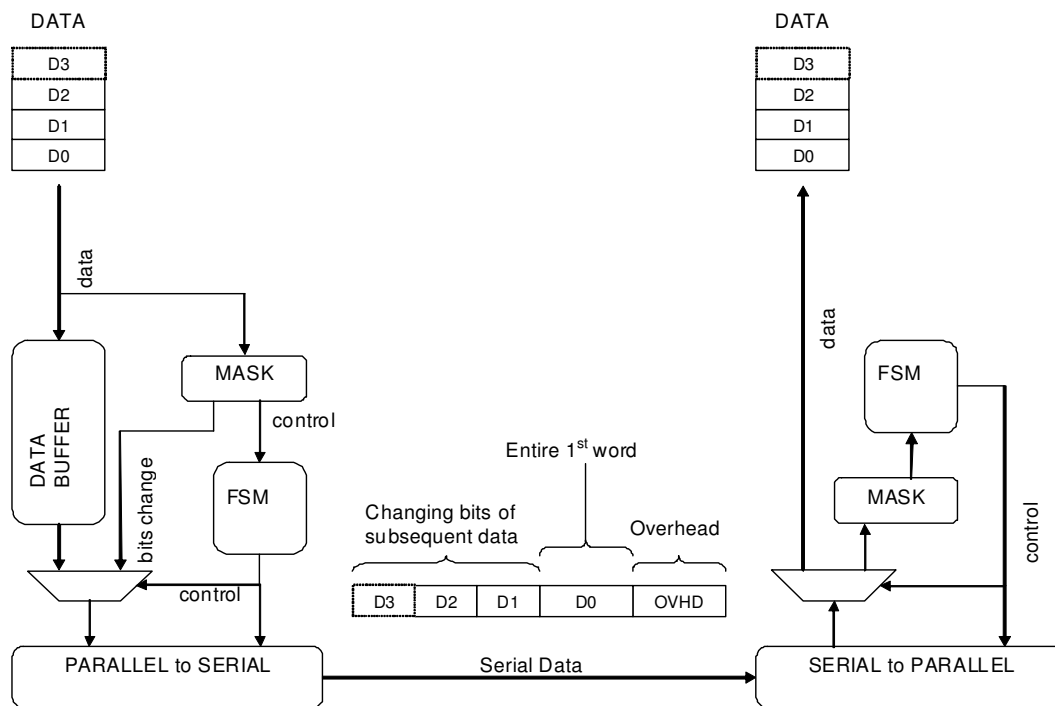 DATA
D3
D2
D1
D0
data
DATA
BUFFER
MASK
control
FSM
bits change
control
PARALLEL to SERIAL
Entire 1st word
Changing bits of
subsequent data
Overhead
D3 D2 D1 D0 OVHD
Serial Data
DATA
D3
D2
D1
D0
data
FSM
MASK
control
SERIAL to PARALLEL